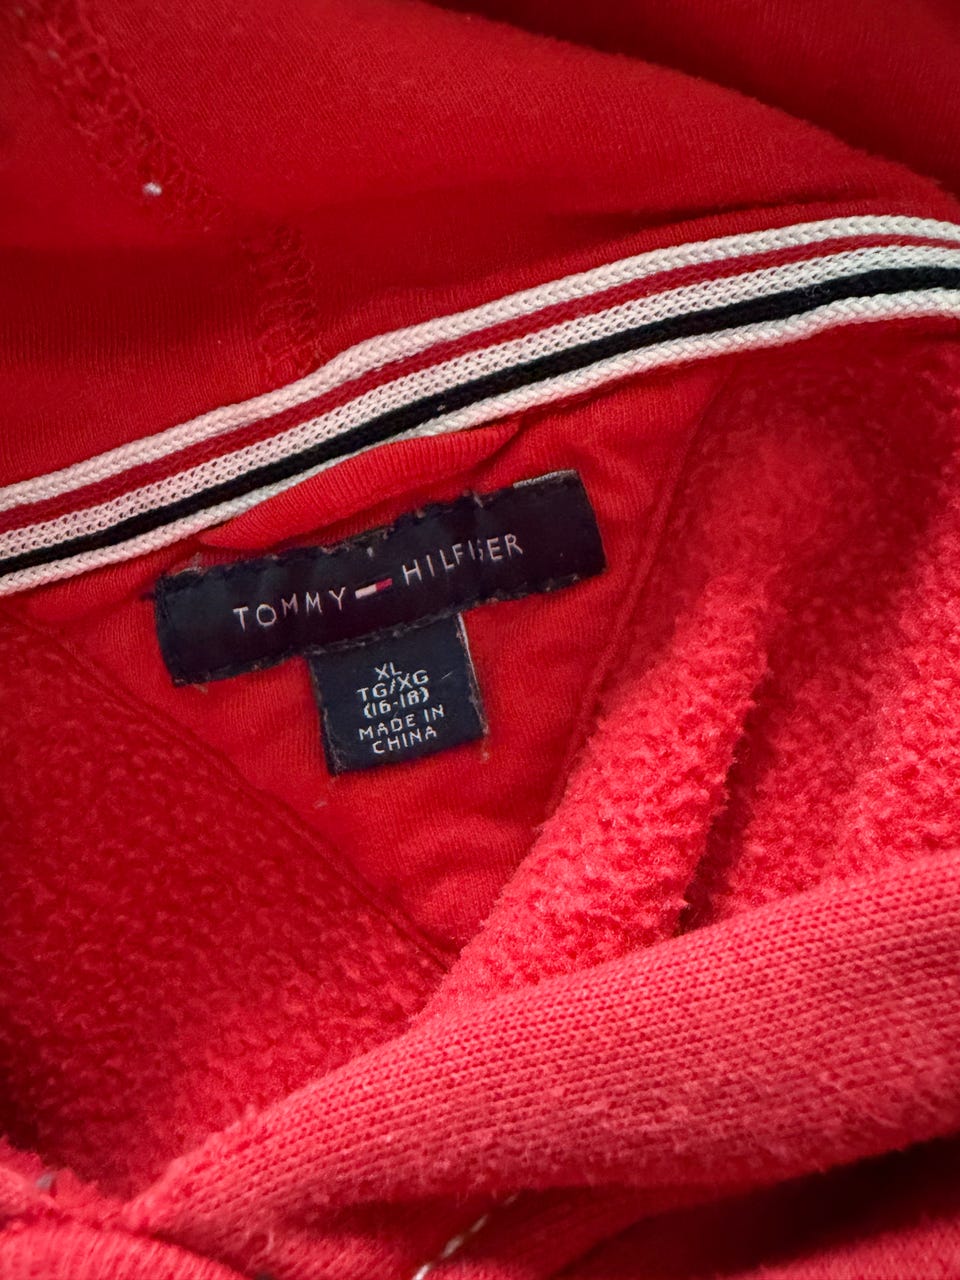 TOMMY HILFIGER
XL
TG/XG
(16-18)
MADE IN
CHINA